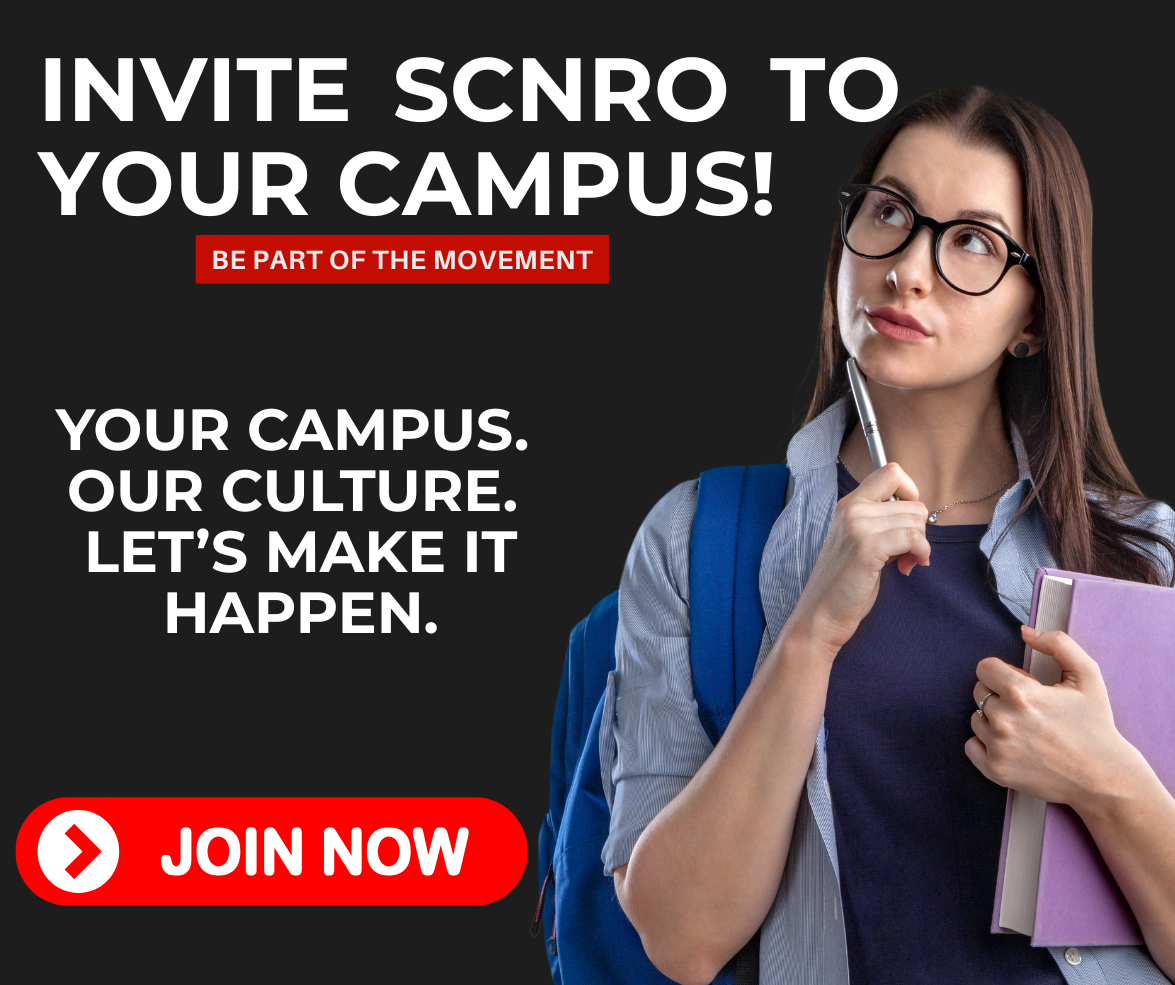 INVITE SCNRO TO
YOUR CAMPUS!
BE PART OF THE MOVEMENT
YOUR CAMPUS.
OUR CULTURE.
LET’S MAKE IT
HAPPEN.
JOIN NOW